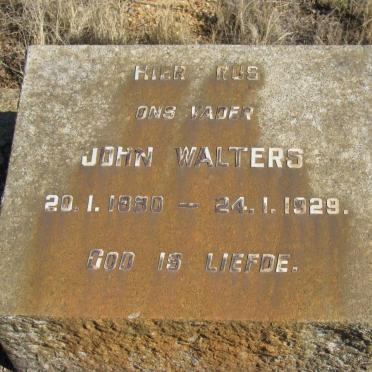 HIER RUS
ONS VADER
JOHN WALTERS
20.1.1880 — 24.1.1929.
GOD IS LIEFDE.